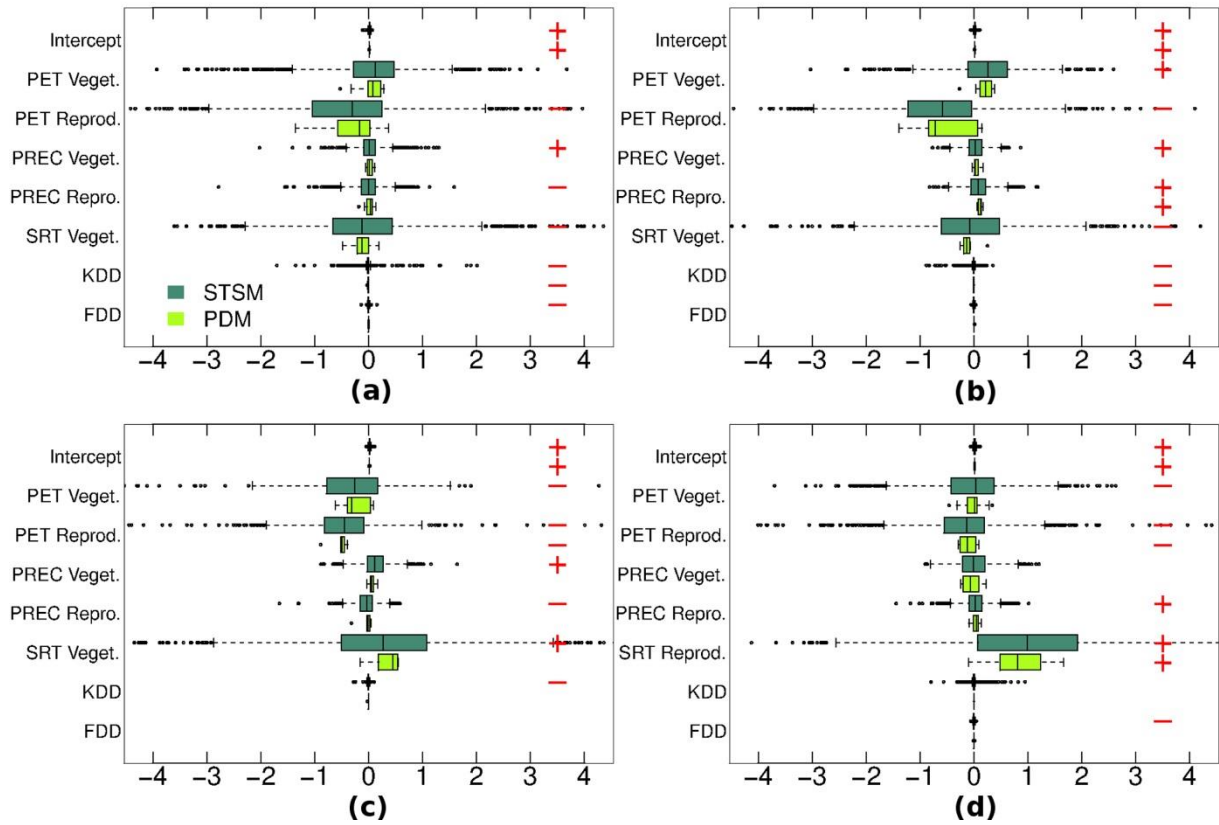 Intercept
PET Veget.
PET Reprod.
PREC Veget.
PREC Repro.
SRT Veget.
KDD
FDD
STSM
PDM
−4 −3 −2 −1 0 1 2 3 4
(a)
Intercept
PET Veget.
PET Reprod.
PREC Veget.
PREC Repro.
SRT Veget.
KDD
FDD
−4 −3 −2 −1 0 1 2 3 4
(b)
Intercept
PET Veget.
PET Reprod.
PREC Veget.
PREC Repro.
SRT Veget.
KDD
FDD
−4 −3 −2 −1 0 1 2 3 4
(c)
Intercept
PET Veget.
PET Reprod.
PREC Veget.
PREC Repro.
SRT Reprod.
KDD
FDD
−4 −3 −2 −1 0 1 2 3 4
(d)